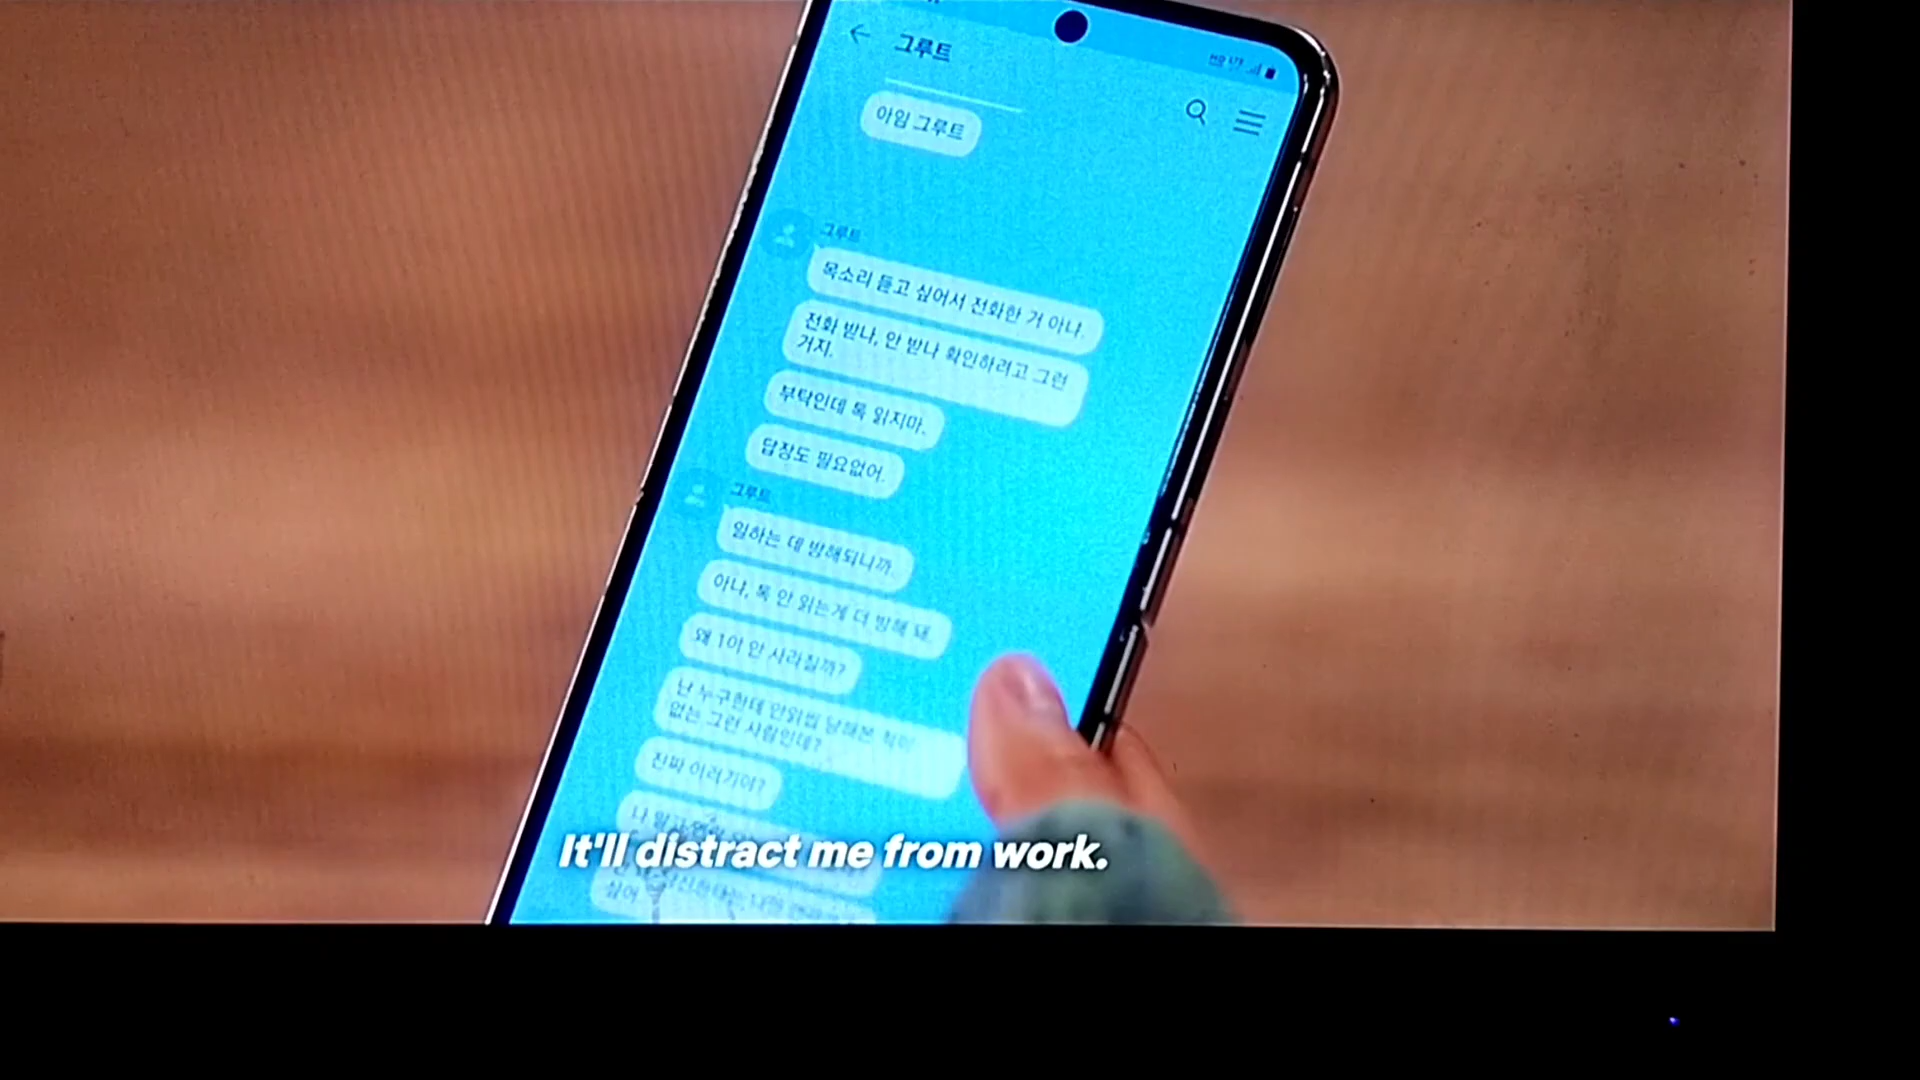 그루트
아임 그루트
그루트
목소리 듣고 싶어서 전화한 거 아냐.
전화 받나, 안 받나 확인하려고 그런
거지.
부탁인데 톡 읽지마.
답장도 필요없어.
그루트
일하는 데 방해되니까.
아냐, 톡 안 읽는게 더 방해 돼
왜 1이 안 사라질까?
난 누구한테 안읽씹 당해본 적이
없는 그런 사람인데?
진짜 이러기야?
It'll distract me from work.
싶어